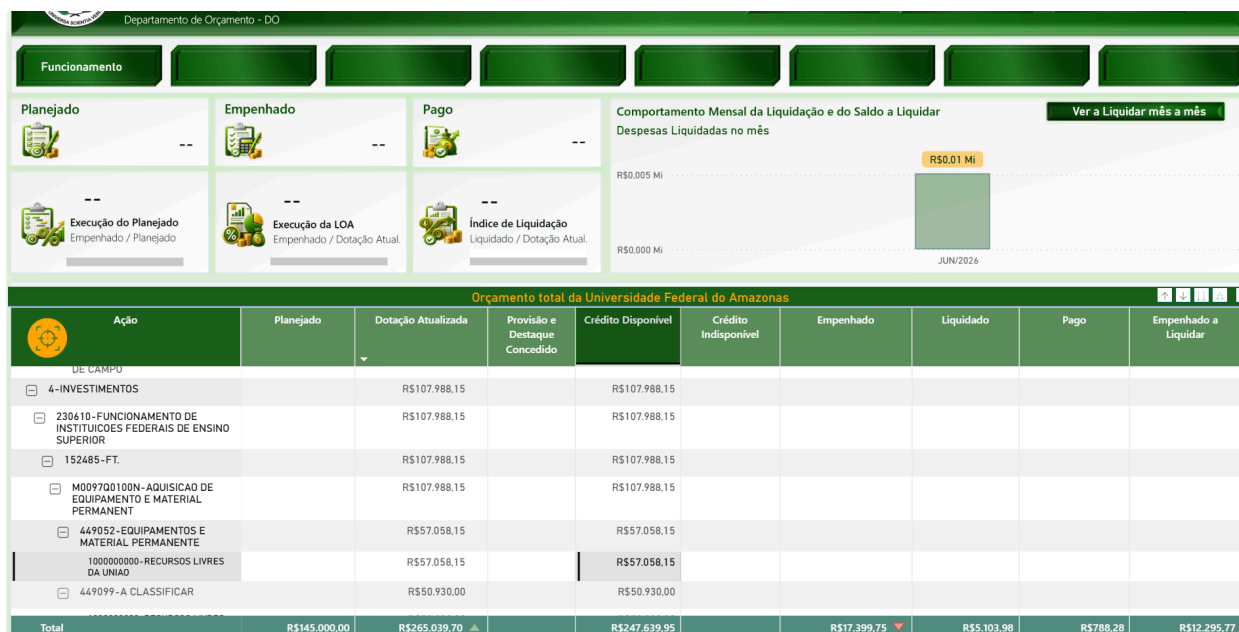 UNIVERSA SCIENTIA VERI
Departamento de Orçamento - DO
Funcionamento
Planejado
--
Empenhado
--
Pago
--
--
Execução do Planejado
Empenhado / Planejado
--
Execução da LOA
Empenhado / Dotação Atual.
--
Índice de Liquidação
Liquidado / Dotação Atual.
Comportamento Mensal da Liquidação e do Saldo a Liquidar
Ver a Liquidar mês a mês
Despesas Liquidadas no mês
R$0,01 Mi
R$0,005 Mi
R$0,000 Mi
JUN/2026
Orçamento total da Universidade Federal do Amazonas
Ação Planejado Dotação Atualizada Provisão e Crédito Disponível Crédito Empenhado Liquidado Pago Empenhado a
Destaque Indisponível Liquidar
Concedido
DE CAMPO
4-INVESTIMENTOS R$107.988,15 R$107.988,15
230610-FUNCIONAMENTO DE R$107.988,15 R$107.988,15
INSTITUICOES FEDERAIS DE ENSINO
SUPERIOR
152485-FT. R$107.988,15 R$107.988,15
M0097Q0100N-AQUISICAO DE R$107.988,15 R$107.988,15
EQUIPAMENTO E MATERIAL
PERMANENT
449052-EQUIPAMENTOS E R$57.058,15 R$57.058,15
MATERIAL PERMANENTE
1000000000-RECURSOS LIVRES R$57.058,15 R$57.058,15
DA UNIAO
449099-A CLASSIFICAR R$50.930,00 R$50.930,00
Total R$145.000,00 R$265.039,70 R$247.639,95 R$17.399,75 R$5.103,98 R$788,28 R$12.295,77